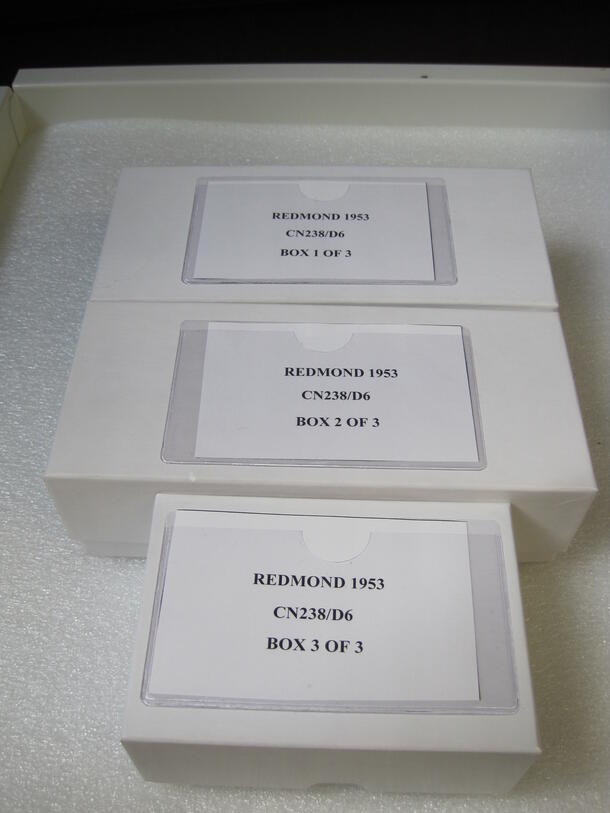 REDMOND 1953
CN238/D6
BOX 1 OF 3
REDMOND 1953
CN238/D6
BOX 2 OF 3
REDMOND 1953
CN238/D6
BOX 3 OF 3